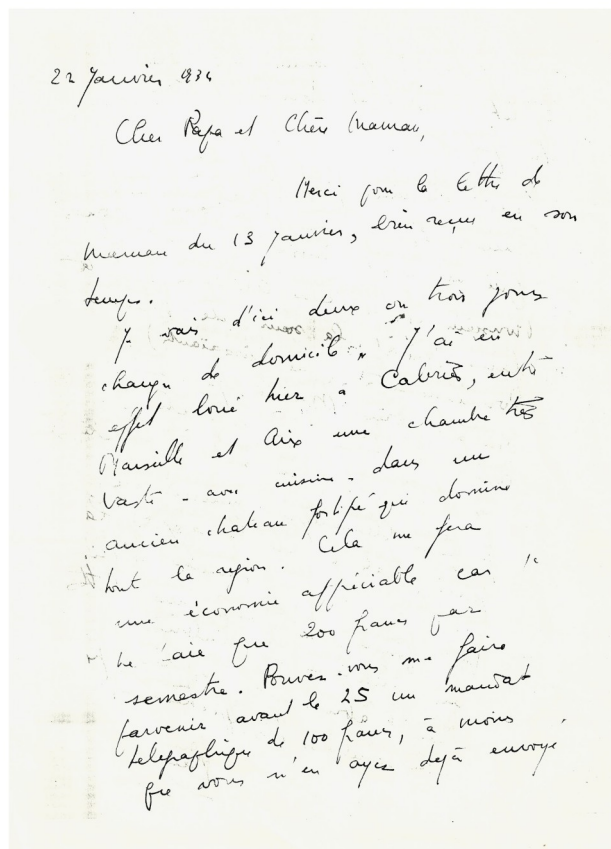 22 Janvier 934
Cher Papa et Chère Maman,
Merci pour la lettre de
Maman du 13 Janvier, bien reçue en son
temps.
Je vais d'ici deux ou trois jours
changer de domicile. J'ai en
effet loué hier à Cabriès, entre
Marseille et Aix une chambre très
vaste - avec cuisine - dans un
ancien chateau fortifié qui domine
tout la région. Cela me fera
une économie appréciable car je
ne paie que 200 francs par
semestre. Pouvez-vous me faire
parvenir avant le 25 un mandat
télégraphique de 100 francs, à moins
que vous n'en ayez déjà envoyé